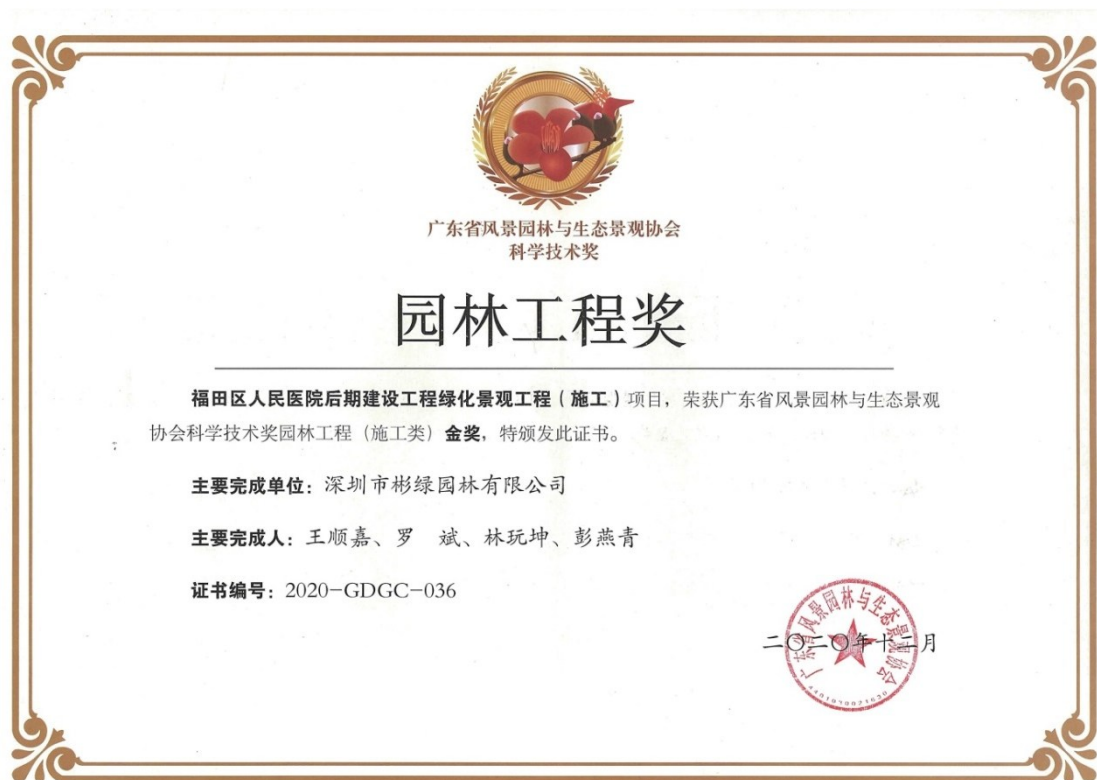 广东省风景园林与生态景观协会
科学技术奖
园林工程奖
福田区人民医院后期建设工程绿化景观工程（施工）项目，荣获广东省风景园林与生态景观
协会科学技术奖园林工程（施工类）金奖，特颁发此证书。
主要完成单位：深圳市彬绿园林有限公司
主要完成人：王顺嘉、罗　斌、林玩坤、彭燕青
证书编号：2020-GDGC-036
广东省风景园林与生态景观协会
二〇二〇年十二月